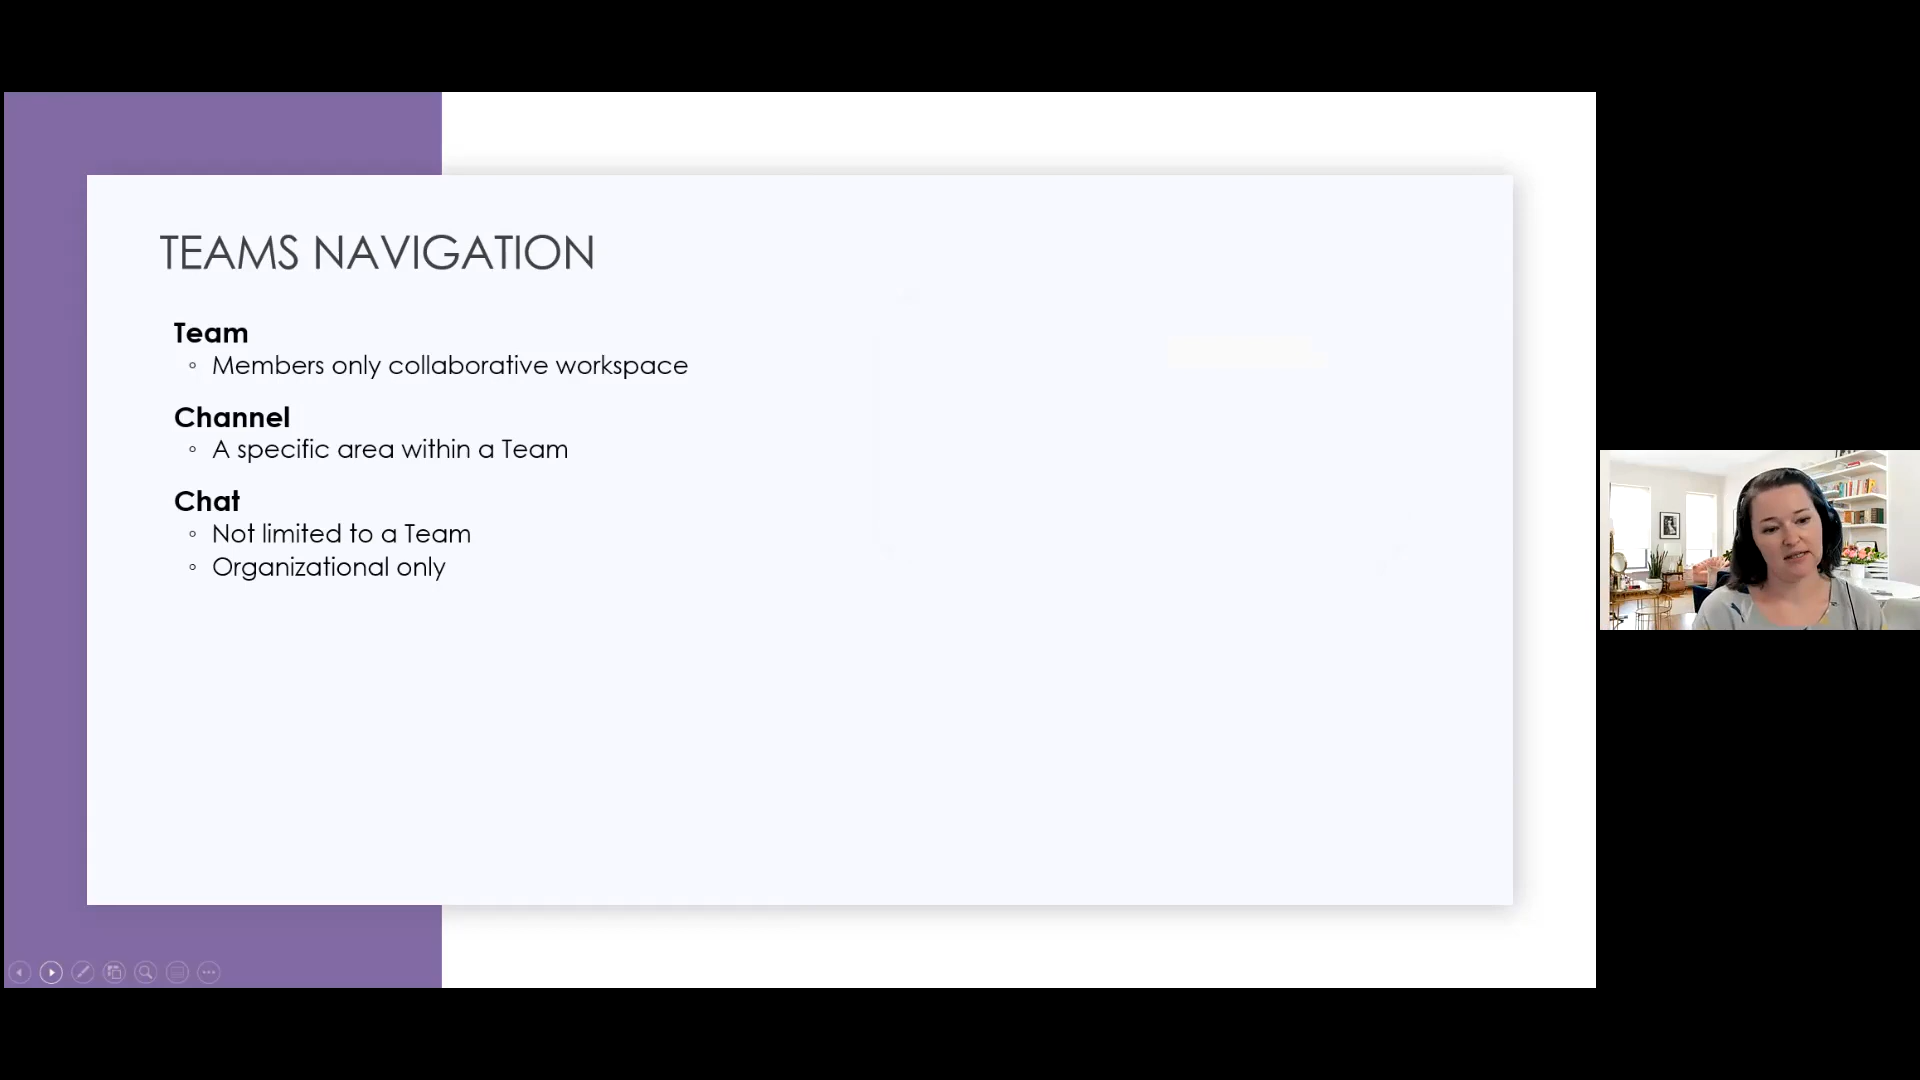 TEAMS NAVIGATION
Team
◦ Members only collaborative workspace
Channel
◦ A specific area within a Team
Chat
◦ Not limited to a Team
◦ Organizational only